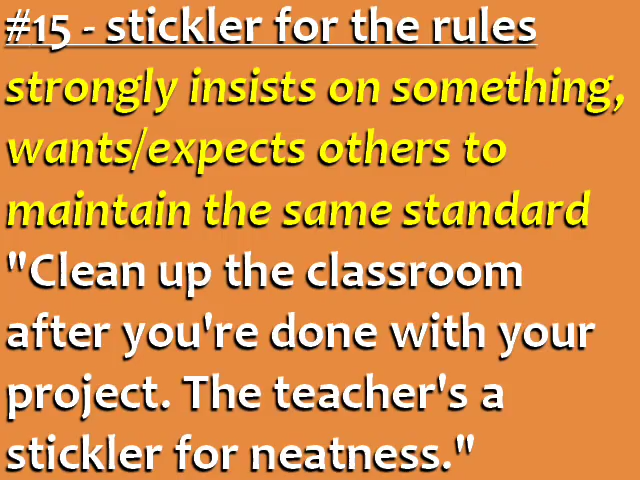 #15 - stickler for the rules
strongly insists on something,
wants/expects others to
maintain the same standard
"Clean up the classroom
after you're done with your
project. The teacher's a
stickler for neatness."